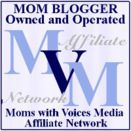 MOM BLOGGER
Owned and Operated
Affiliate
MVM
Network
Moms with Voices Media
Affiliate Network